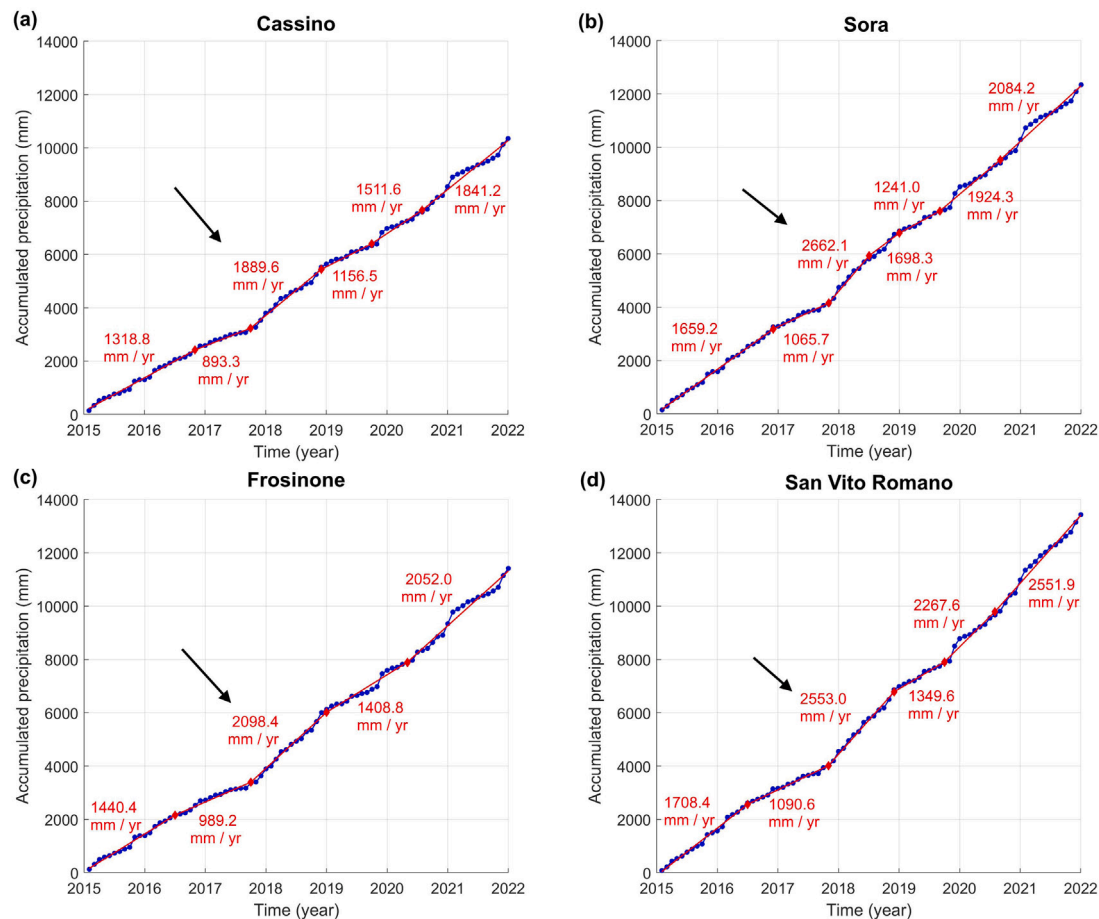 (a)
Cassino
14000
12000
10000
8000
6000
4000
2000
0
Accumulated precipitation (mm)
1318.8
mm / yr
893.3
mm / yr
1889.6
mm / yr
1156.5
mm / yr
1511.6
mm / yr
1841.2
mm / yr
2015 2016 2017 2018 2019 2020 2021 2022
Time (year)
(b)
Sora
14000
12000
10000
8000
6000
4000
2000
0
Accumulated precipitation (mm)
1659.2
mm / yr
1065.7
mm / yr
2662.1
mm / yr
1698.3
mm / yr
1241.0
mm / yr
1924.3
mm / yr
2084.2
mm / yr
2015 2016 2017 2018 2019 2020 2021 2022
Time (year)
(c)
Frosinone
14000
12000
10000
8000
6000
4000
2000
0
Accumulated precipitation (mm)
1440.4
mm / yr
989.2
mm / yr
2098.4
mm / yr
1408.8
mm / yr
2052.0
mm / yr
2015 2016 2017 2018 2019 2020 2021 2022
Time (year)
(d)
San Vito Romano
14000
12000
10000
8000
6000
4000
2000
0
Accumulated precipitation (mm)
1708.4
mm / yr
1090.6
mm / yr
2553.0
mm / yr
1349.6
mm / yr
2267.6
mm / yr
2551.9
mm / yr
2015 2016 2017 2018 2019 2020 2021 2022
Time (year)